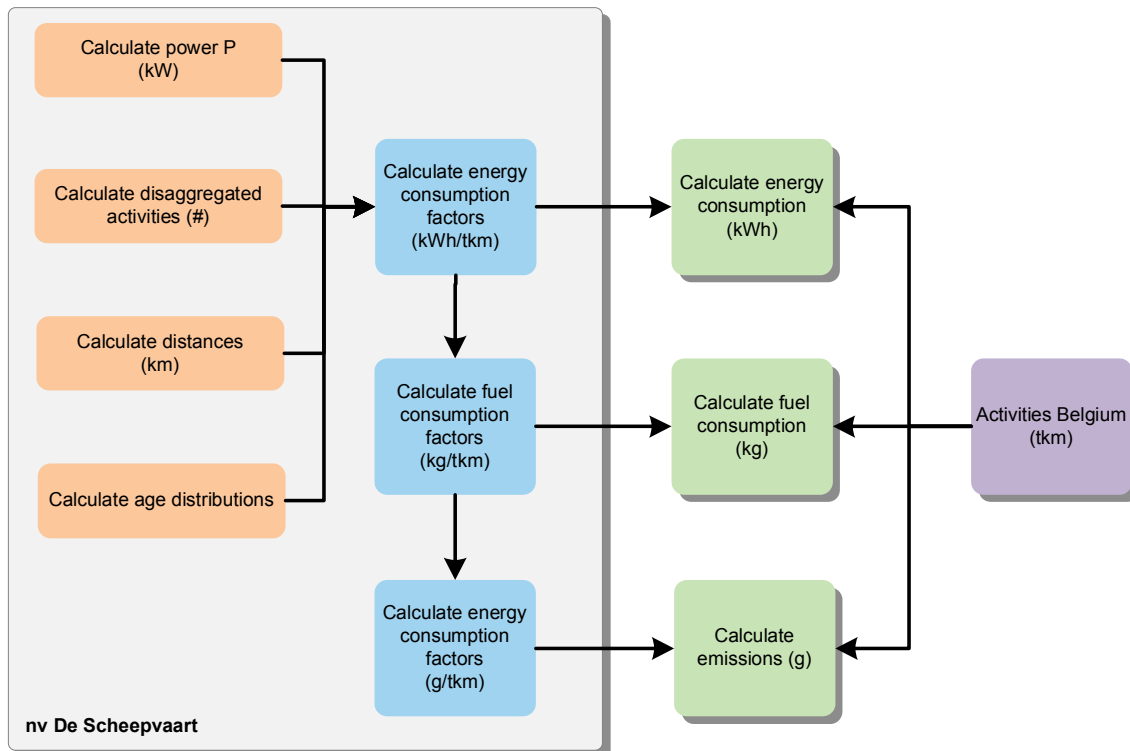 Calculate power P
(kW)
Calculate disaggregated
activities (#)
Calculate distances
(km)
Calculate age distributions
Calculate energy
consumption
factors
(kWh/tkm)
Calculate fuel
consumption
factors
(kg/tkm)
Calculate energy
consumption
factors
(g/tkm)
nv De Scheepvaart
Calculate energy
consumption
(kWh)
Calculate fuel
consumption
(kg)
Calculate
emissions (g)
Activities Belgium
(tkm)